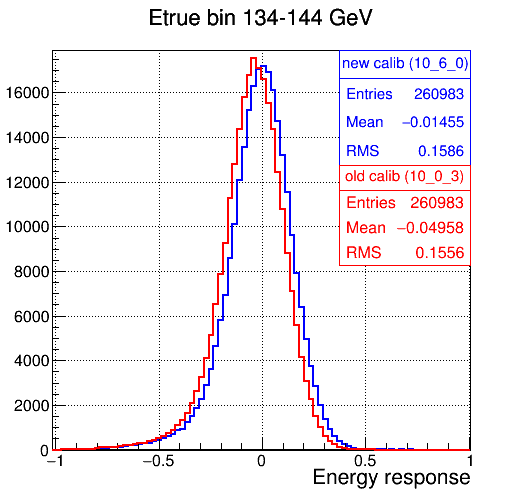 Etrue bin 134-144 GeV
new calib (10_6_0)
Entries 260983
Mean −0.01455
RMS 0.1586
old calib (10_0_3)
Entries 260983
Mean −0.04958
RMS 0.1556
16000
14000
12000
10000
8000
6000
4000
2000
0
−1 −0.5 0 0.5 1
Energy response